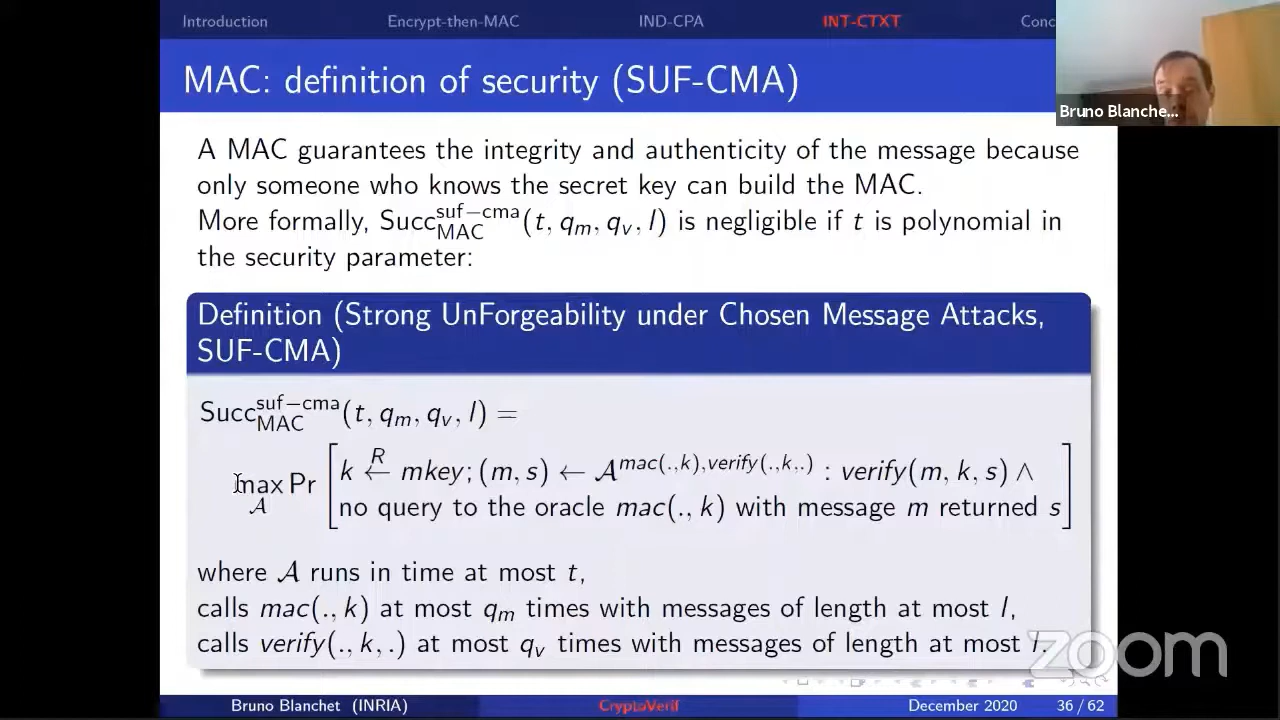 Introduction Encrypt-then-MAC IND-CPA INT-CTXT Conc
MAC: definition of security (SUF-CMA)
Bruno Blanche...
A MAC guarantees the integrity and authenticity of the message because
only someone who knows the secret key can build the MAC.
More formally, Succ^{suf−cma}_{MAC}(t, q_m, q_v, l) is negligible if t is polynomial in
the security parameter:
Definition (Strong UnForgeability under Chosen Message Attacks,
SUF-CMA)
Succ^{suf−cma}_{MAC}(t, q_m, q_v, l) =
max_𝒜 Pr [ k ←^R mkey; (m, s) ← 𝒜^{mac(.,k),verify(.,k,.)} : verify(m, k, s) ∧
no query to the oracle mac(., k) with message m returned s ]
where 𝒜 runs in time at most t,
calls mac(., k) at most q_m times with messages of length at most l,
calls verify(., k, .) at most q_v times with messages of length at most l.
zoom
Bruno Blanchet (INRIA) CryptoVerif December 2020 36 / 62